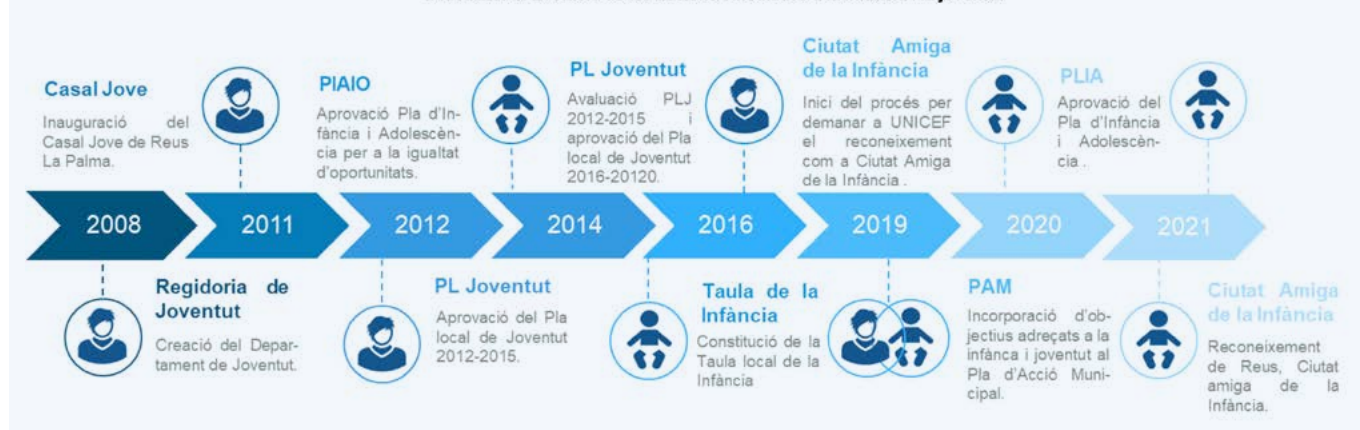 Casal Jove
Inauguració del
Casal Jove de Reus
La Palma.
PIAIO
Aprovació Pla d'In-
fància i Adolescèn-
cia per a la igualtat
d'oportunitats.
PL Joventut
Avaluació PLJ
2012-2015 i
aprovació del Pla
local de Joventut
2016-20120.
Ciutat Amiga
de la Infància
Inici del procés per
demanar a UNICEF
el reconeixement
com a Ciutat Amiga
de la Infància .
PLIA
Aprovació del
Pla d'Infància
i Adolescèn-
cia .
2008
2011
2012
2014
2016
2019
2020
2021
Regidoria de
Joventut
Creació del Depar-
tament de Joventut.
PL Joventut
Aprovació del Pla
local de Joventut
2012-2015.
Taula de la
Infància
Constitució de la
Taula local de la
Infància
PAM
Incorporació d'ob-
jectius adreçats a la
infànca i joventut al
Pla d'Acció Muni-
cipal.
Ciutat Amiga
de la Infància
Reconeixement
de Reus, Ciutat
amiga de la
Infància.